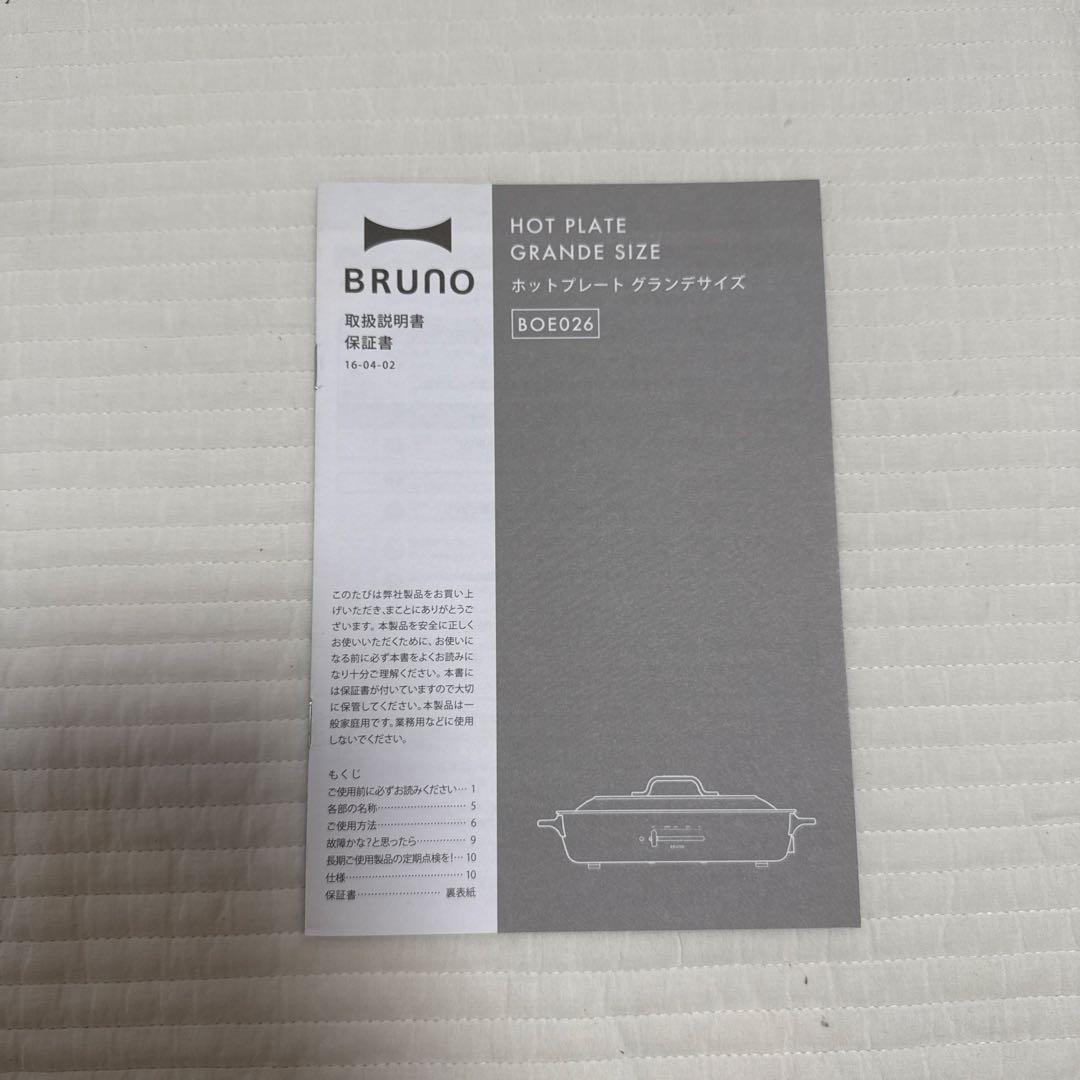 BRUNO
取扱説明書
保証書
16-04-02
HOT PLATE
GRANDE SIZE
ホットプレート グランデサイズ
BOE026
このたびは弊社製品をお買い上
げいただき、まことにありがとうご
ざいます。本製品を安全に正しく
お使いいただくために、お使いに
なる前に必ず本書をよくお読みに
なり十分ご理解ください。本書に
は保証書が付いていますので大切
に保管してください。本製品は一
般家庭用です。業務用などに使用
しないでください。
もくじ
ご使用前に必ずお読みください… 1
各部の名称……………………… 5
ご使用方法……………………… 6
故障かな?と思ったら…………… 9
長期ご使用製品の定期点検を!… 10
仕様……………………………… 10
保証書…………………… 裏表紙
BRUNO